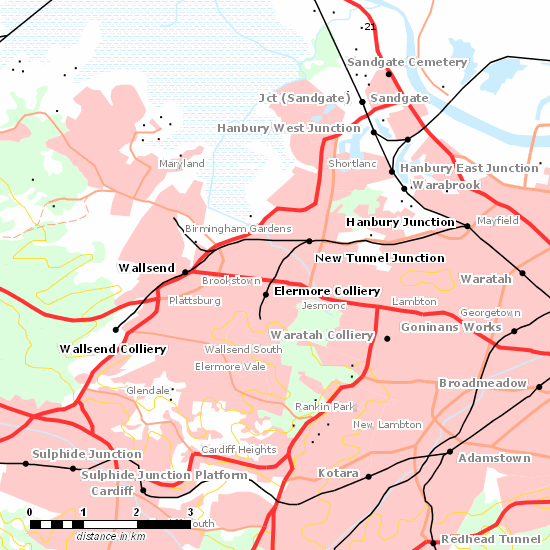 21
Sandgate Cemetery
Jct (Sandgate)
Sandgate
Hanbury West Junction
Maryland
Shortlanc
Hanbury East Junction
Warabrook
Birmingham Gardens
Hanbury Junction
Mayfield
New Tunnel Junction
Wallsend
Brookstown
Waratah
Elermore Colliery
Plattsburg
Jesmonc
Lambton
Georgetown
Goninans Works
Waratah Colliery
Wallsend Colliery
Wallsend South
Elermore Vale
Broadmeadow
Glendale
Rankin Park
New Lambton
Cardiff Heights
Sulphide Junction
Adamstown
Sulphide Junction Platform
Kotara
Cardiff
0 1 2 3
outh
distance in km
Redhead Tunnel